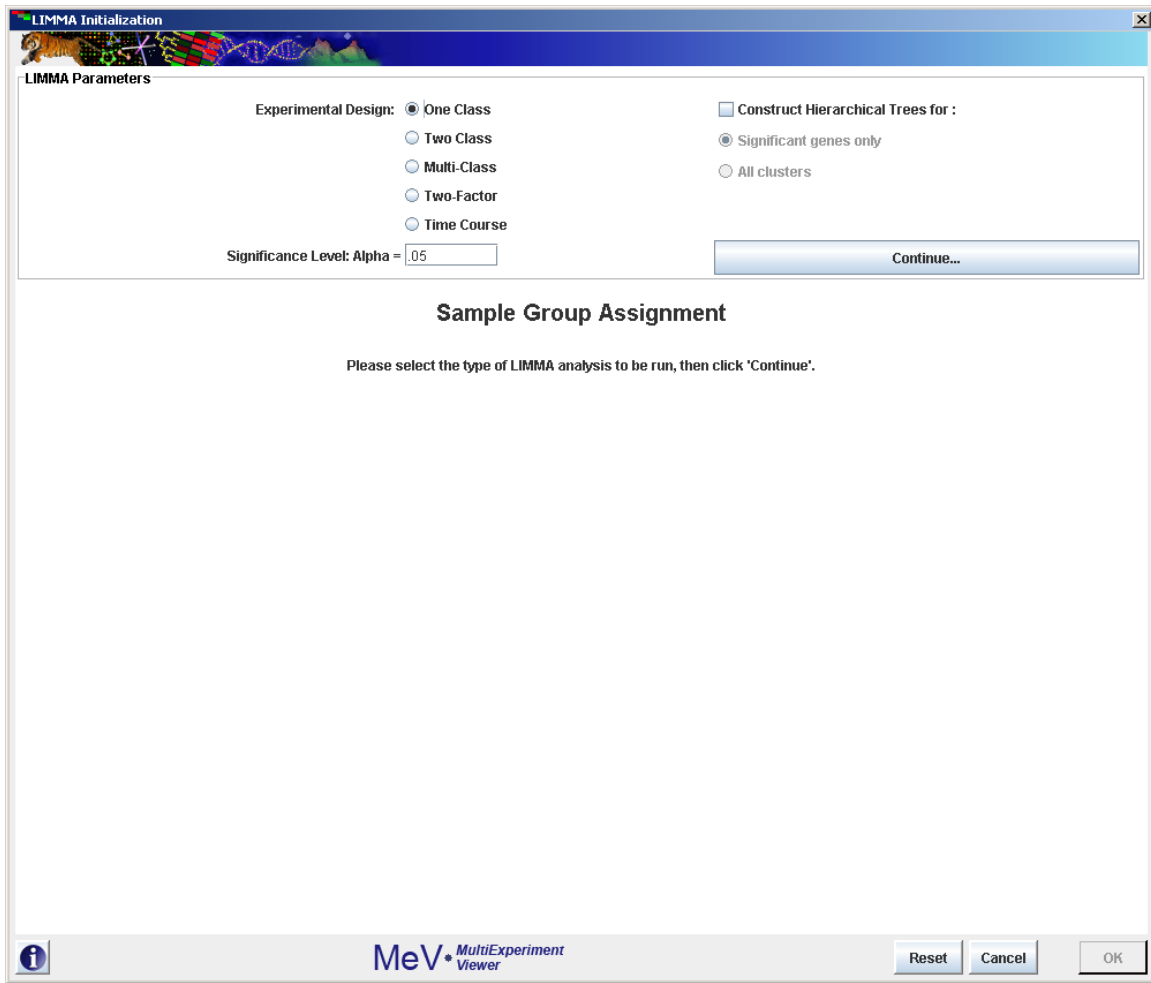 LIMMA Initialization
LIMMA Parameters
Experimental Design:
One Class
Two Class
Multi-Class
Two-Factor
Time Course
Significance Level: Alpha = .05
Construct Hierarchical Trees for :
Significant genes only
All clusters
Continue...
Sample Group Assignment
Please select the type of LIMMA analysis to be run, then click 'Continue'.
MeV MultiExperiment
Viewer
Reset Cancel OK